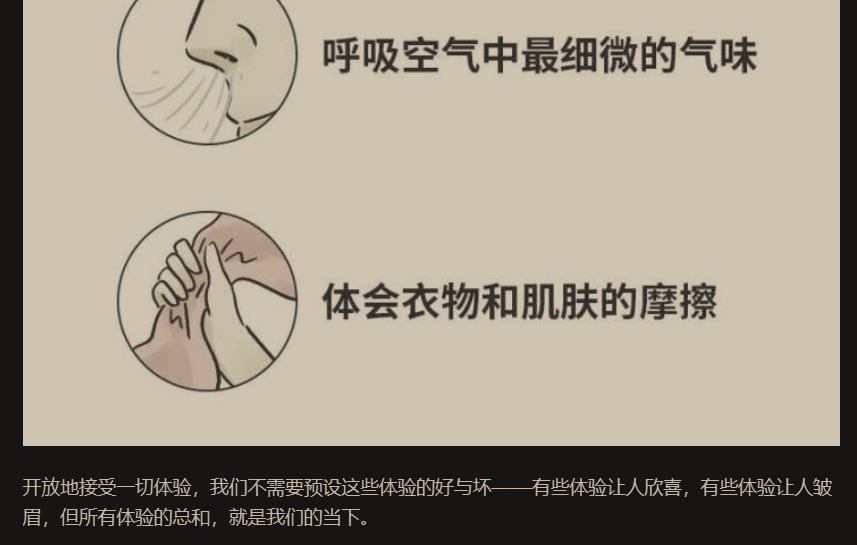 呼吸空气中最细微的气味
体会衣物和肌肤的摩擦
开放地接受一切体验，我们不需要预设这些体验的好与坏——有些体验让人欣喜，有些体验让人皱
眉，但所有体验的总和，就是我们的当下。